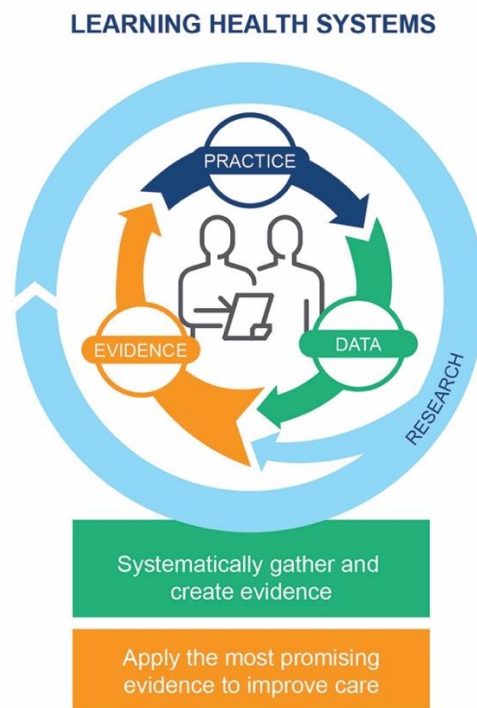 LEARNING HEALTH SYSTEMS
PRACTICE
EVIDENCE
DATA
RESEARCH
Systematically gather and
create evidence
Apply the most promising
evidence to improve care